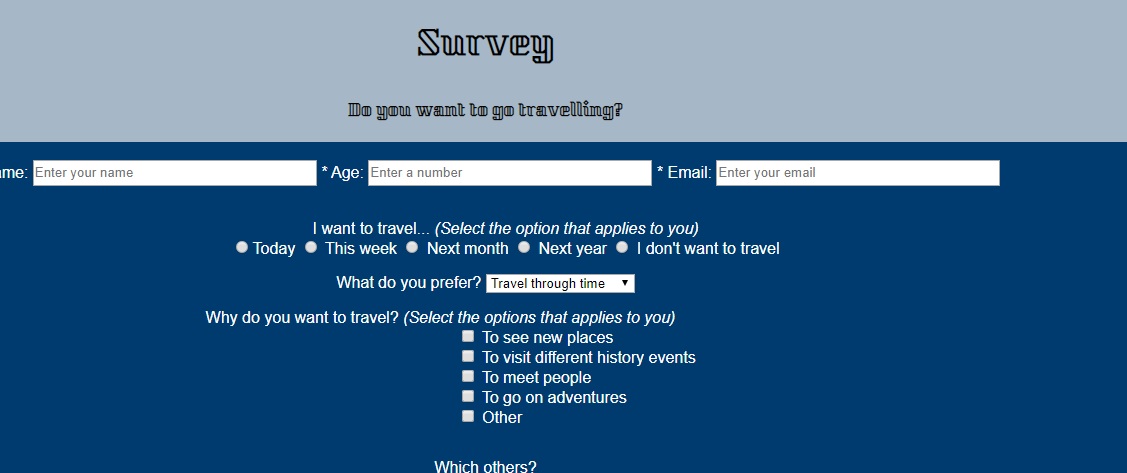 Survey
Do you want to go travelling?
me: Enter your name * Age: Enter a number * Email: Enter your email
I want to travel... (Select the option that applies to you)
Today This week Next month Next year I don't want to travel
What do you prefer? Travel through time
Why do you want to travel? (Select the options that applies to you)
To see new places
To visit different history events
To meet people
To go on adventures
Other
Which others?